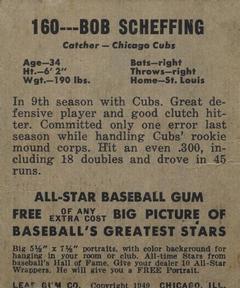 160---BOB SCHEFFING
Catcher — Chicago Cubs
Age—34 Bats—right
Ht.—6' 2" Throws—right
Wgt.—190 lbs. Home—St. Louis
In 9th season with Cubs. Great de-
fensive player and good clutch hit-
ter. Committed only one error last
season while handling Cubs' rookie
mound corps. Hit an even .300, in-
cluding 18 doubles and drove in 45
runs.
ALL-STAR BASEBALL GUM
FREE OF ANY EXTRA COST BIG PICTURE OF
BASEBALL'S GREATEST STARS
Big 5½" x 7½" portraits, with color background for
hanging in your room or club. All-time Stars from
baseball's Hall of Fame. Give your dealer 10 All-Star
Wrappers. He will give you a FREE Portrait.
LEAF GUM CO. Copyright 1949 CHICAGO, ILL.